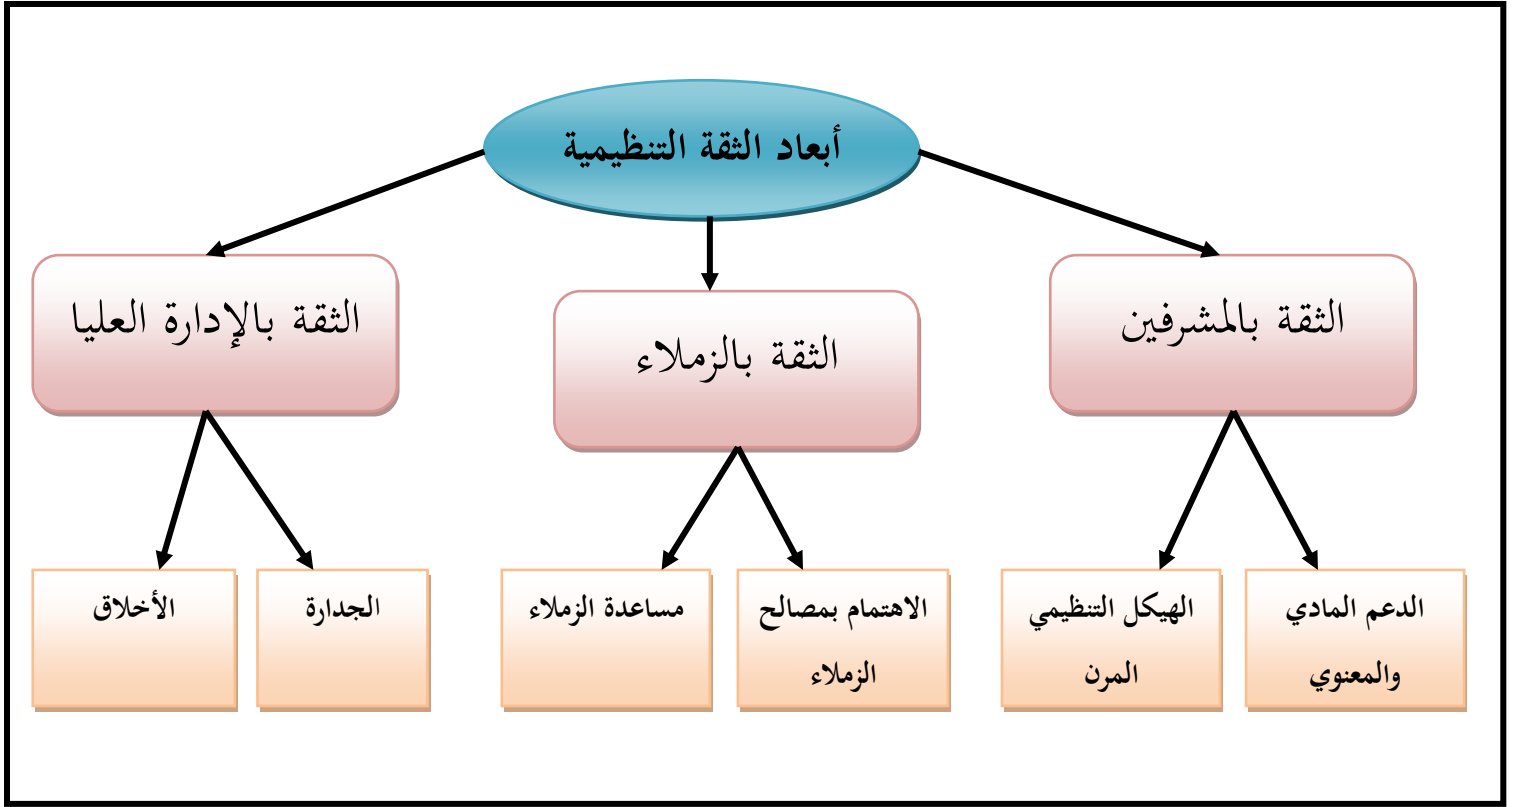 أبعاد الثقة التنظيمية
الثقة بالمشرفين
الثقة بالزملاء
الثقة بالإدارة العليا
الدعم المادي
والمعنوي
الهيكل التنظيمي
المرن
الاهتمام بمصالح
الزملاء
مساعدة الزملاء
الجدارة
الأخلاق